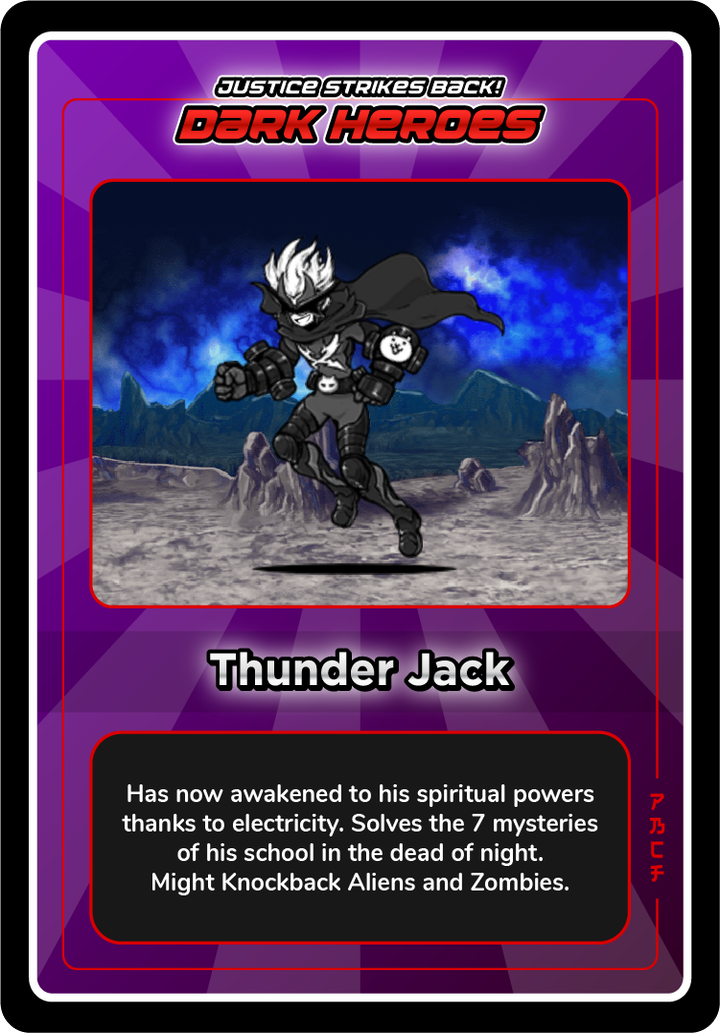 JUSTICE STRIKES BACK!
DARK HEROES
Thunder Jack
Has now awakened to his spiritual powers
thanks to electricity. Solves the 7 mysteries
of his school in the dead of night.
Might Knockback Aliens and Zombies.